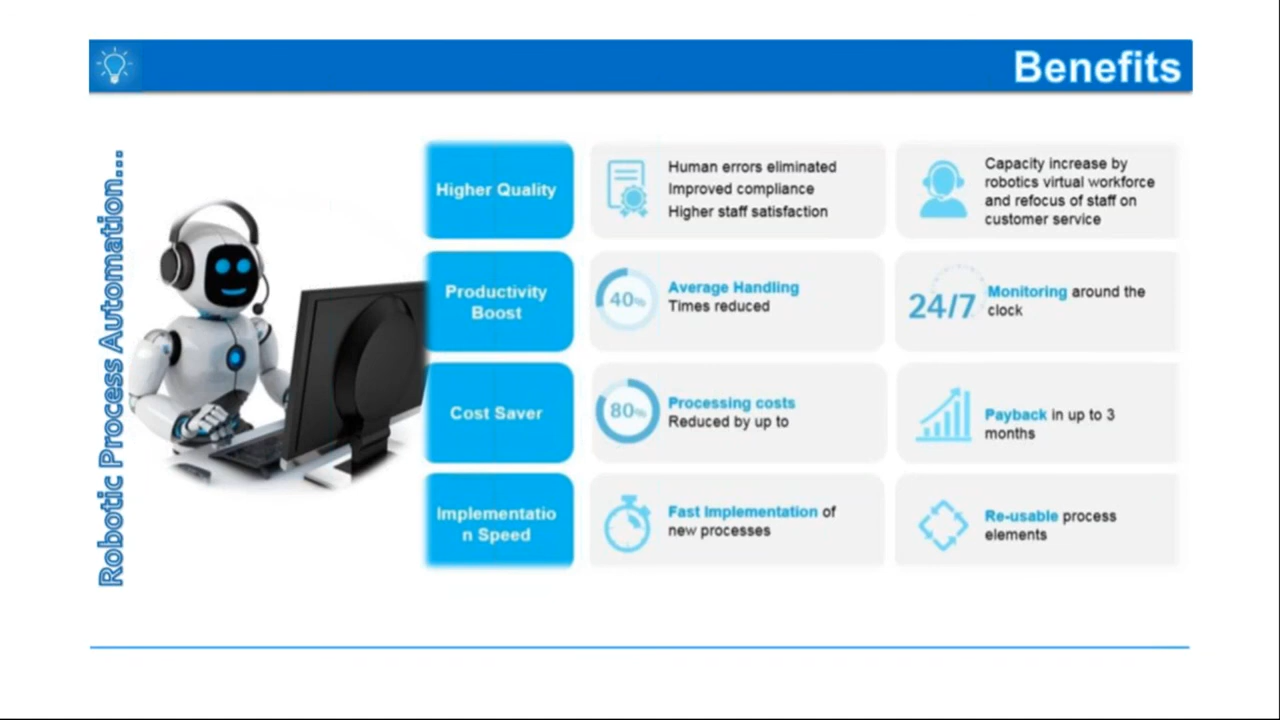 Benefits
Robotic Process Automation...
Higher Quality
Human errors eliminated
Improved compliance
Higher staff satisfaction
Capacity increase by
robotics virtual workforce
and refocus of staff on
customer service
Productivity
Boost
40%
Average Handling
Times reduced
24/7
Monitoring around the
clock
Cost Saver
80%
Processing costs
Reduced by up to
Payback in up to 3
months
Implementatio
n Speed
Fast Implementation of
new processes
Re-usable process
elements